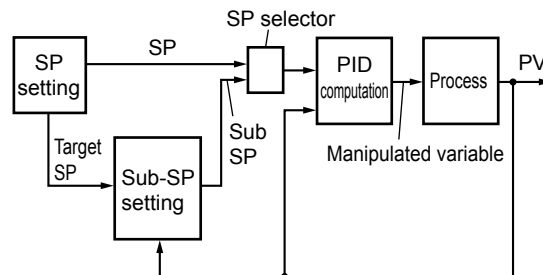 SP selector
SP
SP
setting
PID
computation
Process
PV
Target
SP
Sub
SP
Manipulated variable
Sub-SP
setting